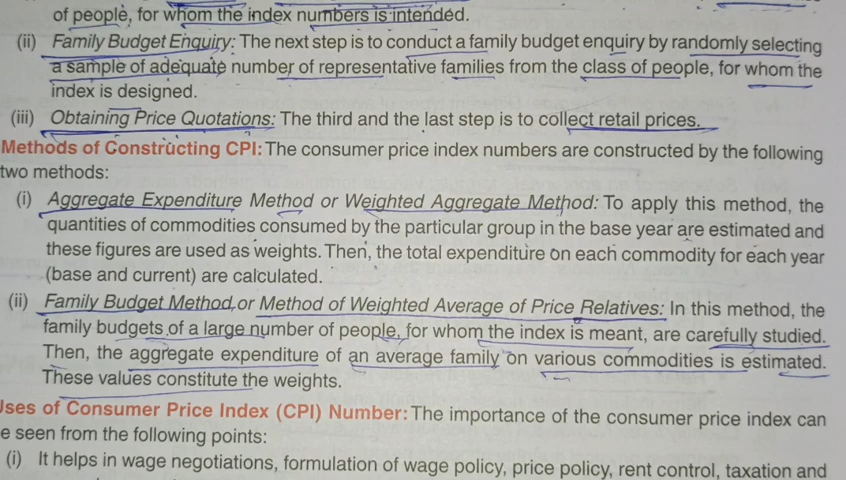 of people, for whom the index numbers is intended.
(ii) Family Budget Enquiry: The next step is to conduct a family budget enquiry by randomly selecting
a sample of adequate number of representative families from the class of people, for whom the
index is designed.
(iii) Obtaining Price Quotations: The third and the last step is to collect retail prices.
Methods of Constructing CPI: The consumer price index numbers are constructed by the following
two methods:
(i) Aggregate Expenditure Method or Weighted Aggregate Method: To apply this method, the
quantities of commodities consumed by the particular group in the base year are estimated and
these figures are used as weights. Then, the total expenditure on each commodity for each year
(base and current) are calculated.
(ii) Family Budget Method or Method of Weighted Average of Price Relatives: In this method, the
family budgets of a large number of people, for whom the index is meant, are carefully studied.
Then, the aggregate expenditure of an average family on various commodities is estimated.
These values constitute the weights.
Uses of Consumer Price Index (CPI) Number: The importance of the consumer price index can
e seen from the following points:
(i) It helps in wage negotiations, formulation of wage policy, price policy, rent control, taxation and